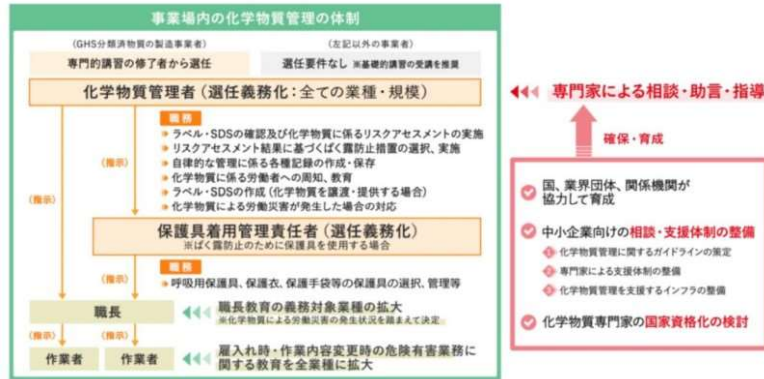 事業場内の化学物質管理の体制
(GHS分類済物質の製造事業者)
専門的講習の修了者から選任
(左記以外の事業者)
選任要件なし ※基礎的講習の受講を推奨
化学物質管理者(選任義務化:全ての業種・規模)
職務
ラベル・SDSの確認及び化学物質に係るリスクアセスメントの実施
リスクアセスメント結果に基づくばく露防止措置の選択、実施
自律的な管理に係る各種記録の作成・保存
化学物質に係る労働者への周知、教育
ラベル・SDSの作成(化学物質を譲渡・提供する場合)
化学物質による労働災害が発生した場合の対応
(指示)
(指示)
保護具着用管理責任者(選任義務化)
※ばく露防止のために保護具を使用する場合
職務
呼吸用保護具、保護衣、保護手袋等の保護具の選択、管理等
(指示)
職長
職長教育の義務対象業種の拡大
※化学物質による労働災害の発生状況を踏まえて決定
(指示)
(指示)
作業者
作業者
雇入れ時・作業内容変更時の危険有害業務に
関する教育を全業種に拡大
専門家による相談・助言・指導
確保・育成
国、業界団体、関係機関が
協力して育成
中小企業向けの相談・支援体制の整備
1 化学物質管理に関するガイドラインの策定
2 専門家による支援体制の整備
3 化学物質管理を支援するインフラの整備
化学物質専門家の国家資格化の検討